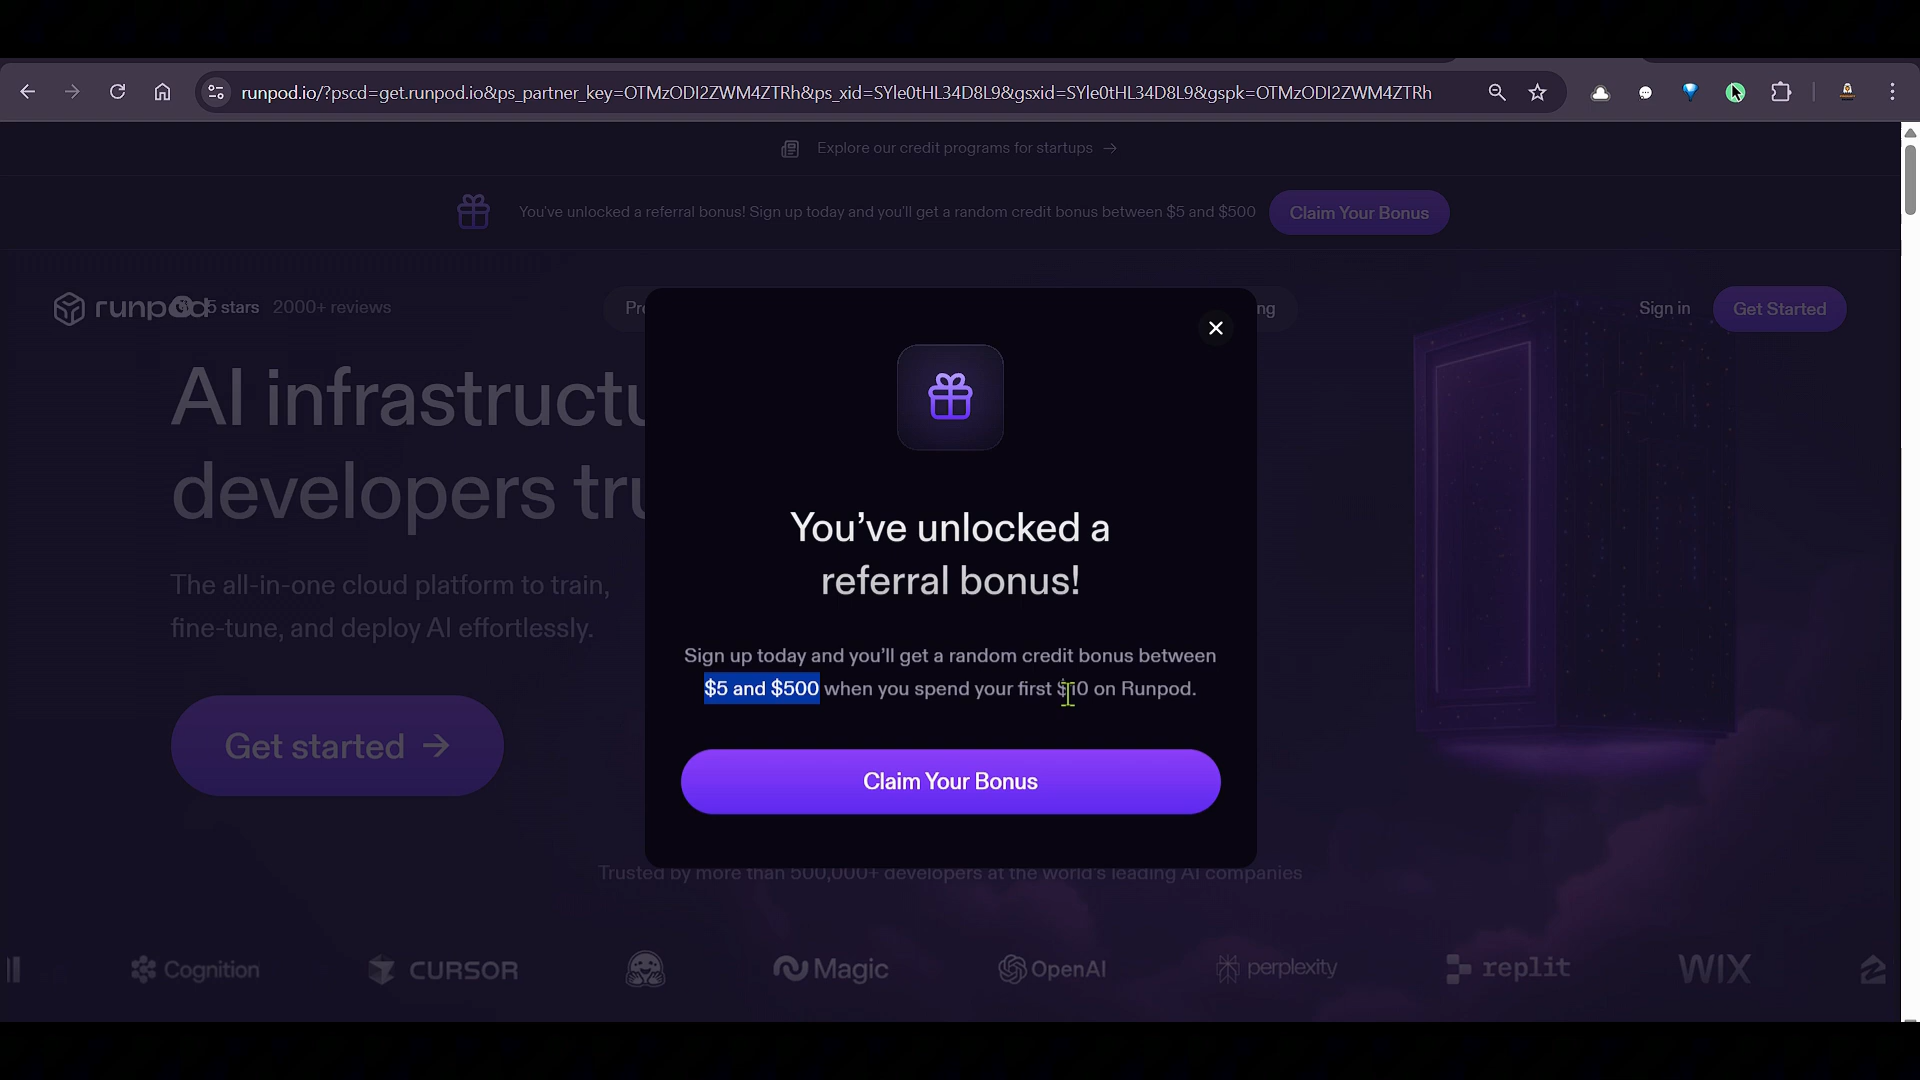 runpod.io/?pscd=get.runpod.io&ps_partner_key=OTMzODI2ZWM4ZTRh&ps_xid=SYle0tHL34D8L9&gsxid=SYle0tHL34D8L9&gspk=OTMzODI2ZWM4ZTRh
Explore our credit programs for startups →
You've unlocked a referral bonus! Sign up today and you'll get a random credit bonus between $5 and $500
Claim Your Bonus
runpod
5 stars 2000+ reviews
Sign in
Get Started
AI
developers
The all-in-one cloud platform to train,
fine-tune, and deploy AI effortlessly.
Get started →
You've unlocked a
referral bonus!
Sign up today and you'll get a random credit bonus between
$5 and $500 when you spend your first $10 on Runpod.
Claim Your Bonus
Trusted by more than 500,000+ developers at the world's leading AI companies
Cognition
CURSOR
Magic
OpenAI
perplexity
replit
WIX